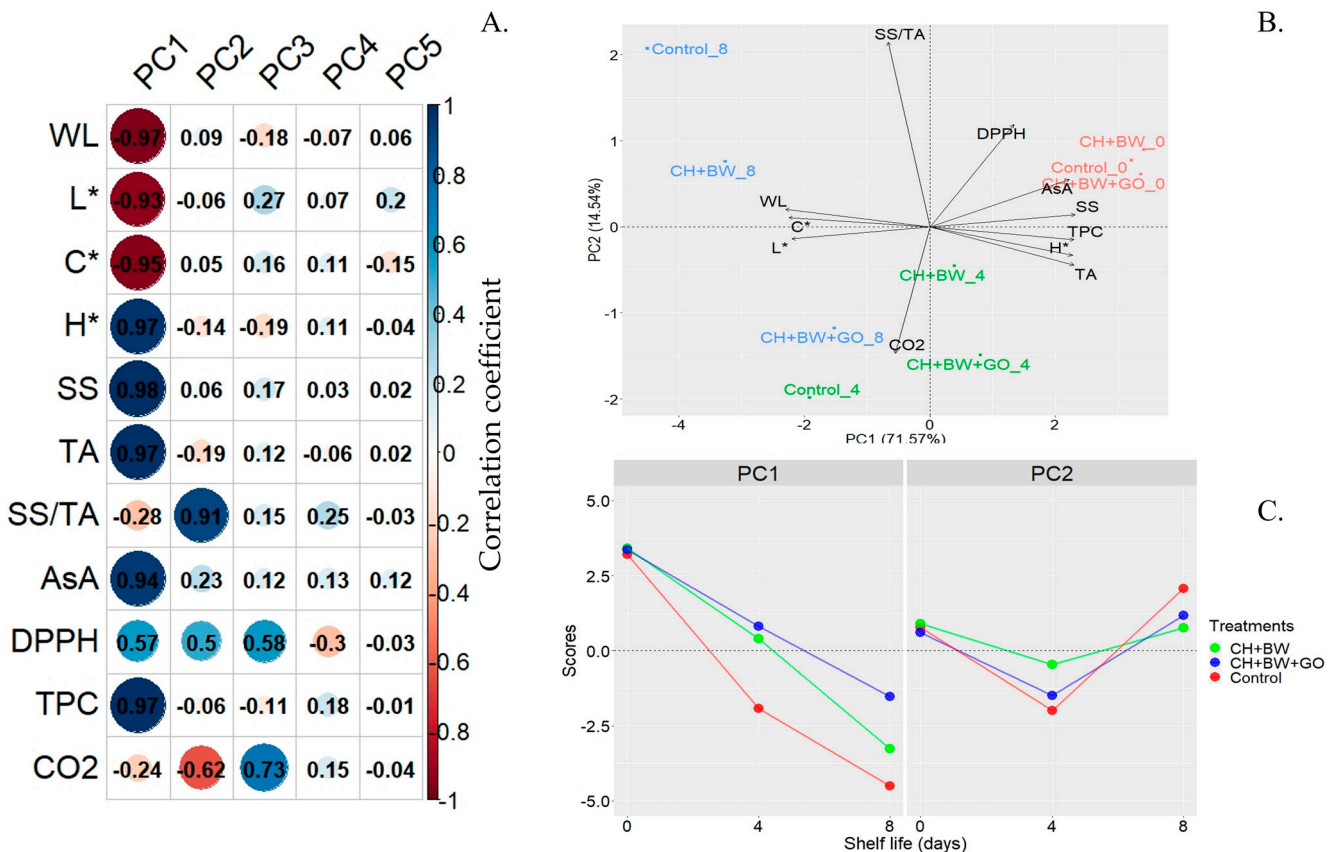 A.
PC1 PC2 PC3 PC4 PC5
WL -0.97 0.09 -0.18 -0.07 0.06
L* -0.93 -0.06 0.27 0.07 0.2
C* -0.95 0.05 0.16 0.11 -0.15
H* 0.97 -0.14 -0.19 0.11 -0.04
SS 0.98 0.06 0.17 0.03 0.02
TA 0.97 -0.19 0.12 -0.06 0.02
SS/TA -0.28 0.91 0.15 0.25 -0.03
AsA 0.94 0.23 0.12 0.13 0.12
DPPH 0.57 0.5 0.58 -0.3 -0.03
TPC 0.97 -0.06 -0.11 0.18 -0.01
CO2 -0.24 -0.62 0.73 0.15 -0.04
1
0.8
0.6
0.4
0.2
0
-0.2
-0.4
-0.6
-0.8
-1
Correlation coefficient
B.
PC2 (14.54%)
2
1
0
-1
-2
Control_8
SS/TA
DPPH
CH+BW_0
Control_0
CH+BW+GO_0
AsA
CH+BW_8
WL
SS
C*
TPC
L*
H*
TA
CH+BW_4
CH+BW+GO_8
CO2
CH+BW+GO_4
Control_4
-4 -2 0 2
PC1 (71.57%)
C.
PC1 PC2
Scores
5.0
2.5
0.0
-2.5
-5.0
0 4 8 0 4 8
Shelf life (days)
Treatments
CH+BW
CH+BW+GO
Control